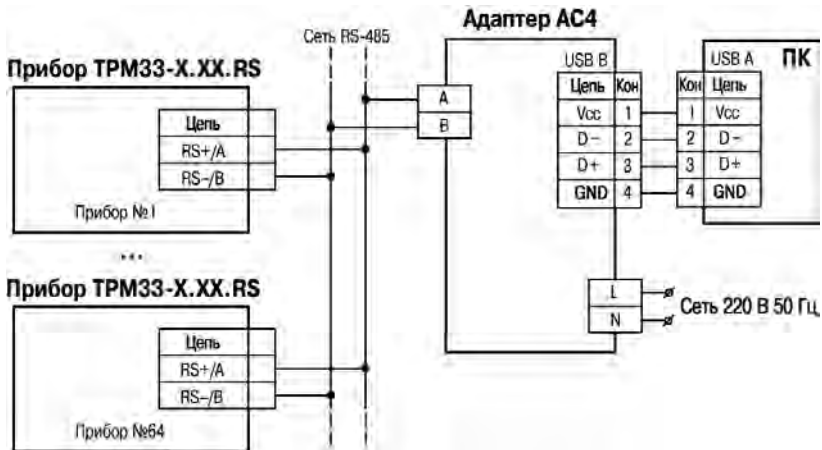 Адаптер АС4
Сеть RS-485
Прибор ТРМ33-Х.ХХ.RS
Цепь
RS+/A
RS-/B
Прибор №1
...
Прибор ТРМ33-Х.ХХ.RS
Цепь
RS+/A
RS-/B
Прибор №64
A
B
USB B
Цепь Кон
Vcc 1
D- 2
D+ 3
GND 4
USB A
ПК
Кон Цепь
1 Vcc
2 D-
3 D+
4 GND
L
N
Сеть 220 В 50 Гц